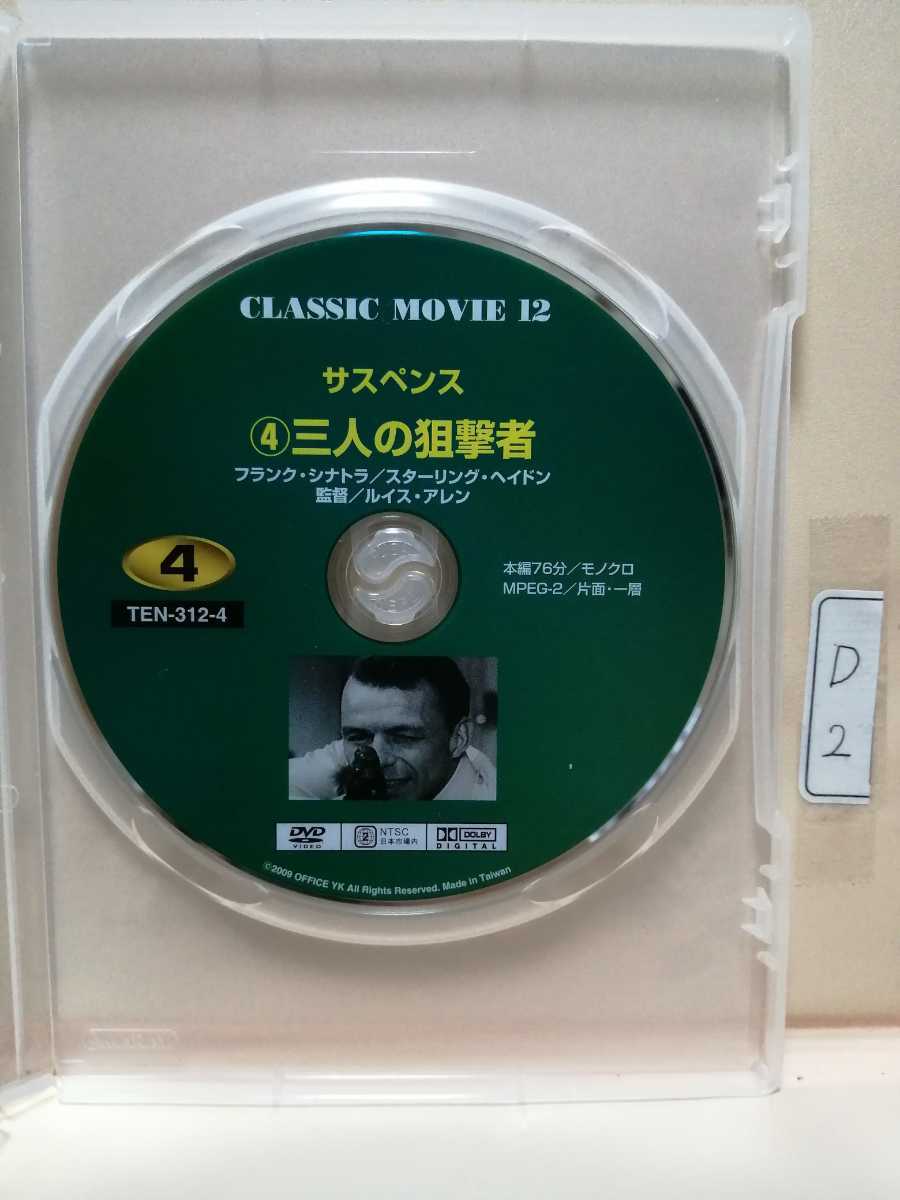 CLASSIC MOVIE 12
サスペンス
④三人の狙撃者
フランク・シナトラ／スターリング・ヘイドン
監督／ルイス・アレン
4
TEN-312-4
本編76分／モノクロ
MPEG-2／片面・一層
DVD
VIDEO
2
NTSC
日本市場内
DOLBY
DIGITAL
©2009 OFFICE YK All Rights Reserved. Made in Taiwan
D
2